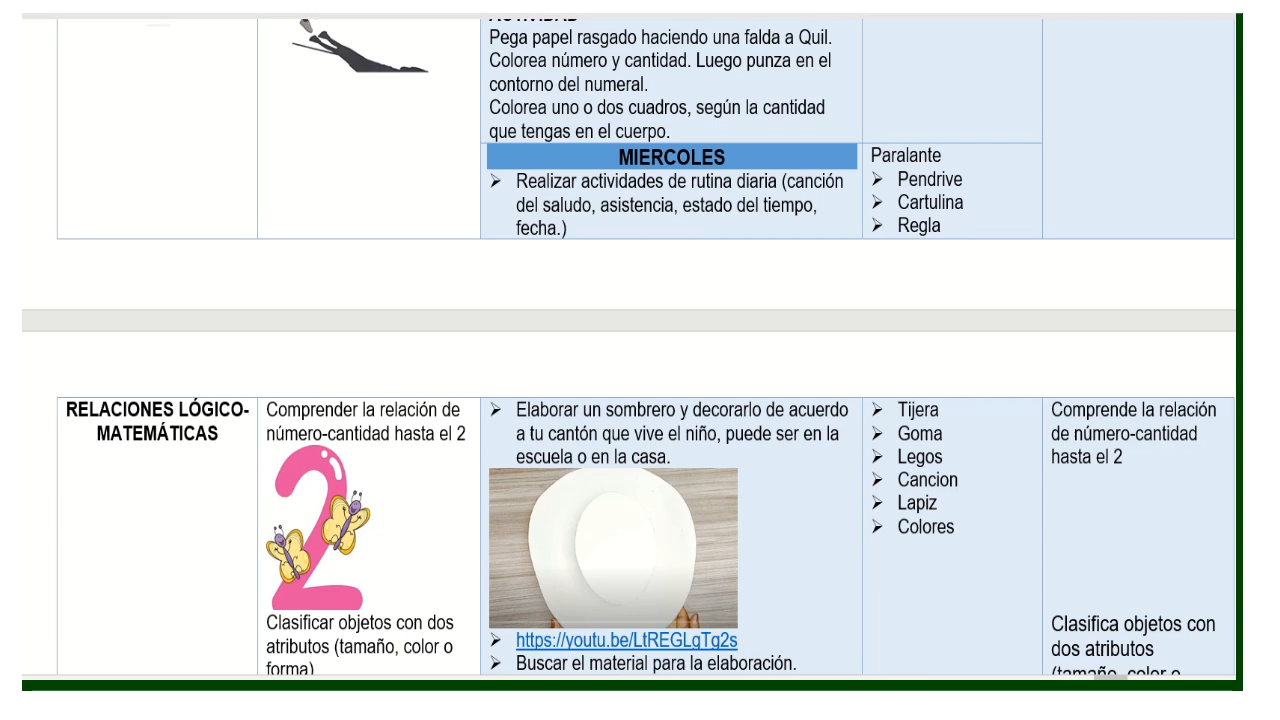 ACTIVIDAD
Pega papel rasgado haciendo una falda a Quil.
Colorea número y cantidad. Luego punza en el
contorno del numeral.
Colorea uno o dos cuadros, según la cantidad
que tengas en el cuerpo.
MIERCOLES
➢ Realizar actividades de rutina diaria (canción
del saludo, asistencia, estado del tiempo,
fecha.)
Paralante
➢ Pendrive
➢ Cartulina
➢ Regla
RELACIONES LÓGICO-
MATEMÁTICAS
Comprender la relación de
número-cantidad hasta el 2
2
Clasificar objetos con dos
atributos (tamaño, color o
forma)
➢ Elaborar un sombrero y decorarlo de acuerdo
a tu cantón que vive el niño, puede ser en la
escuela o en la casa.
➢ https://youtu.be/LtREGLgTg2s
➢ Buscar el material para la elaboración.
➢ Tijera
➢ Goma
➢ Legos
➢ Cancion
➢ Lapiz
➢ Colores
Comprende la relación
de número-cantidad
hasta el 2
Clasifica objetos con
dos atributos
(tamaño, color o